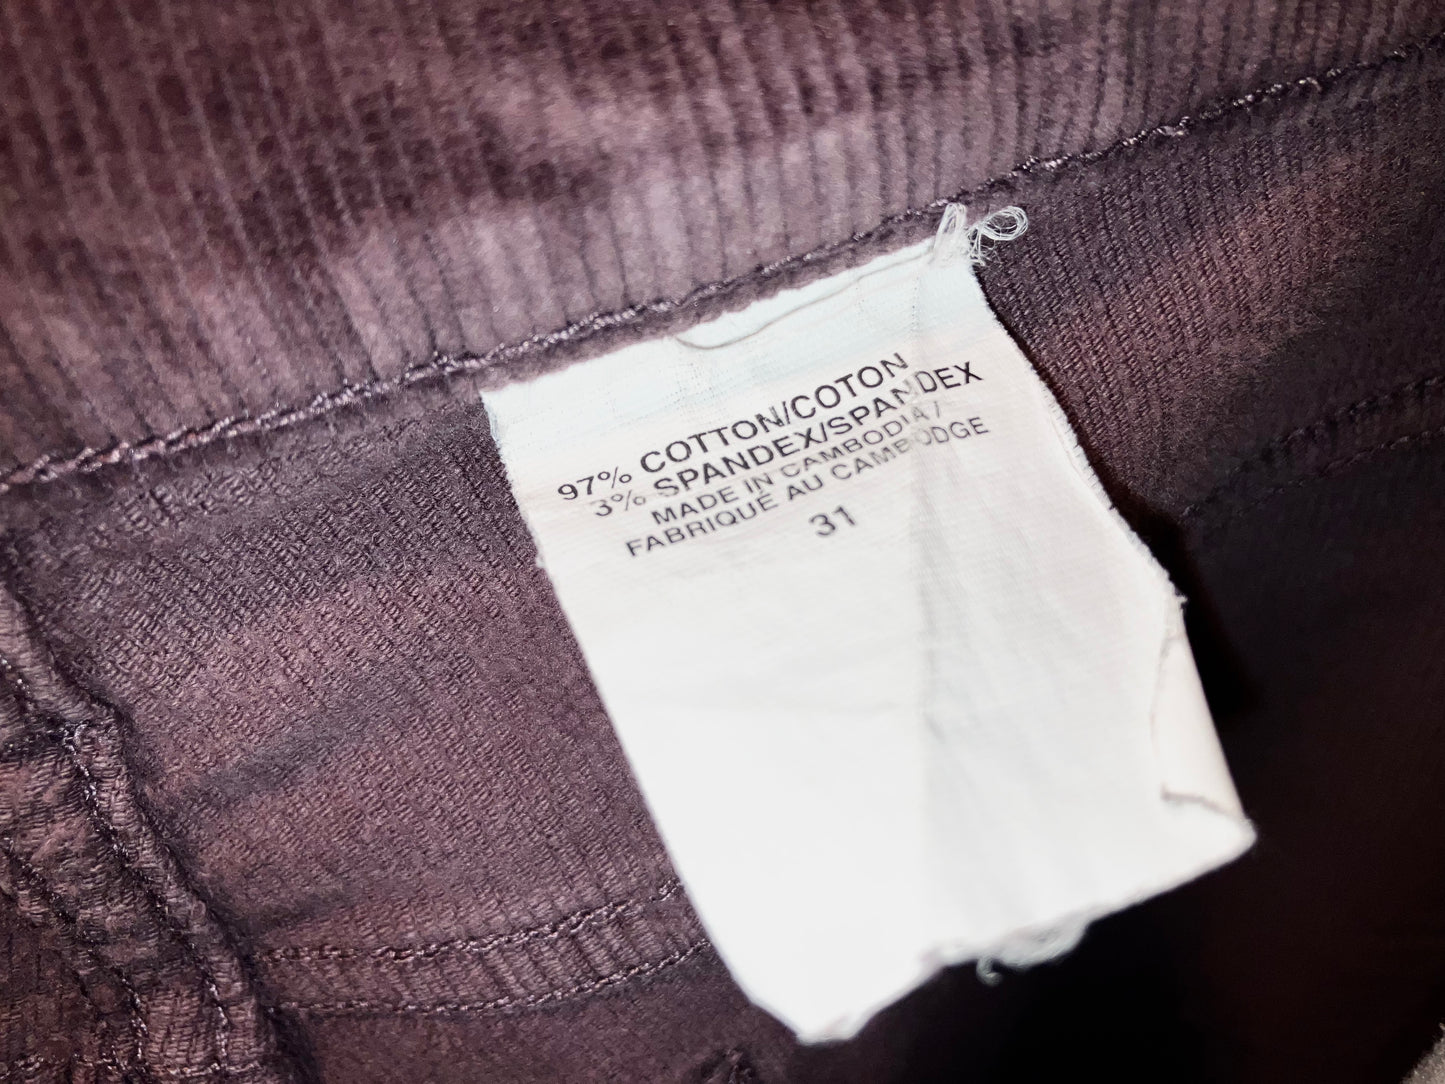 97% COTTON/COTON
3% SPANDEX/SPANDEX
MADE IN CAMBODIA/
FABRIQUÉ AU CAMBODGE
31